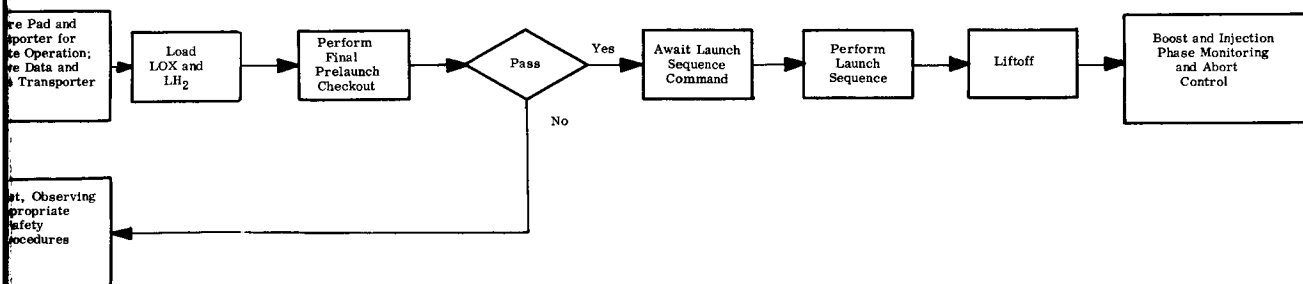 re Pad and
porter for
te Operation;
re Data and
Transporter
Load
LOX and
LH2
Perform
Final
Prelaunch
Checkout
Pass
Yes
No
Await Launch
Sequence
Command
Perform
Launch
Sequence
Liftoff
Boost and Injection
Phase Monitoring
and Abort
Control
t, Observing
propriate
afety
ocedures